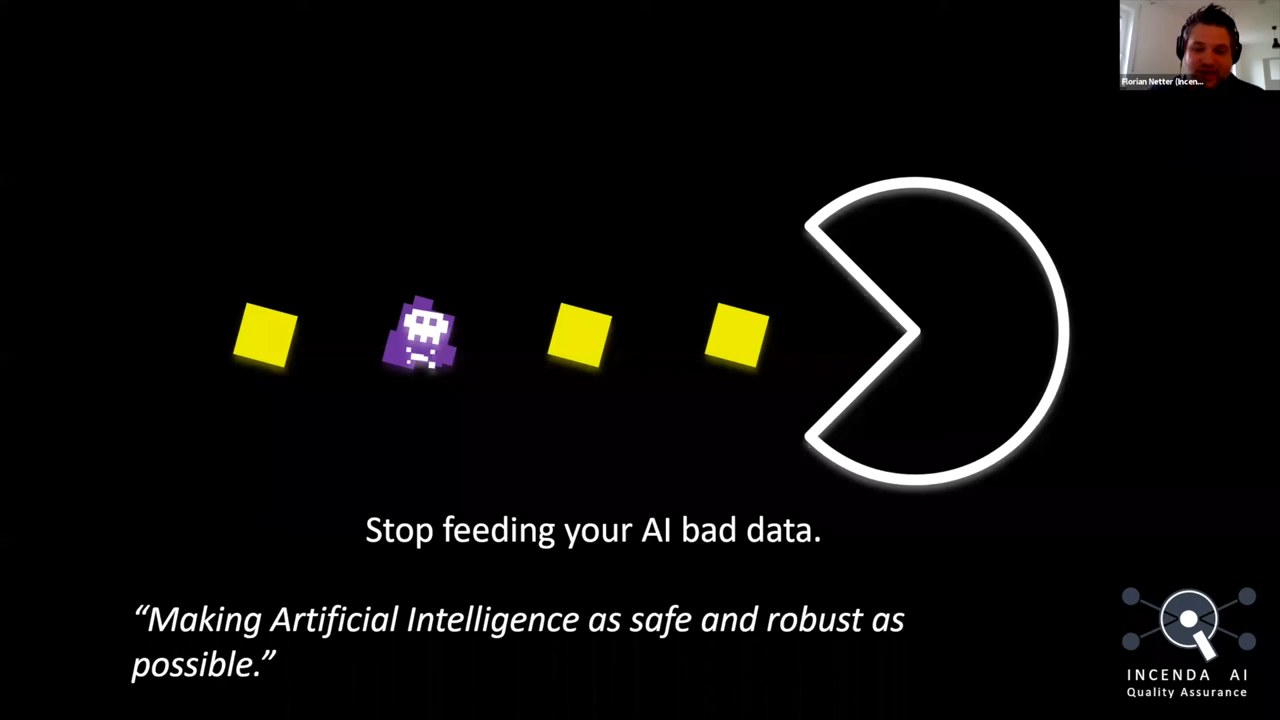 Florian Netter (Incen...
Stop feeding your AI bad data.
“Making Artificial Intelligence as safe and robust as
possible.”
INCENDA AI
Quality Assurance